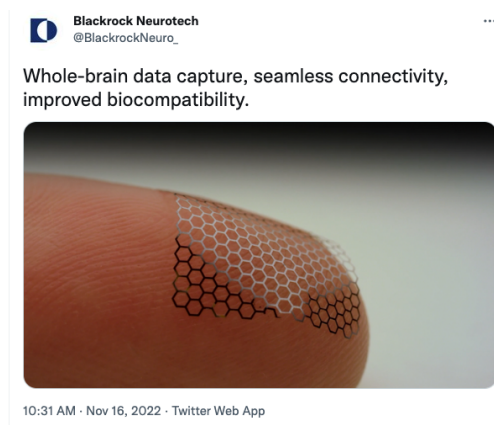 Blackrock Neurotech
@BlackrockNeuro_
Whole-brain data capture, seamless connectivity,
improved biocompatibility.
10:31 AM · Nov 16, 2022 · Twitter Web App